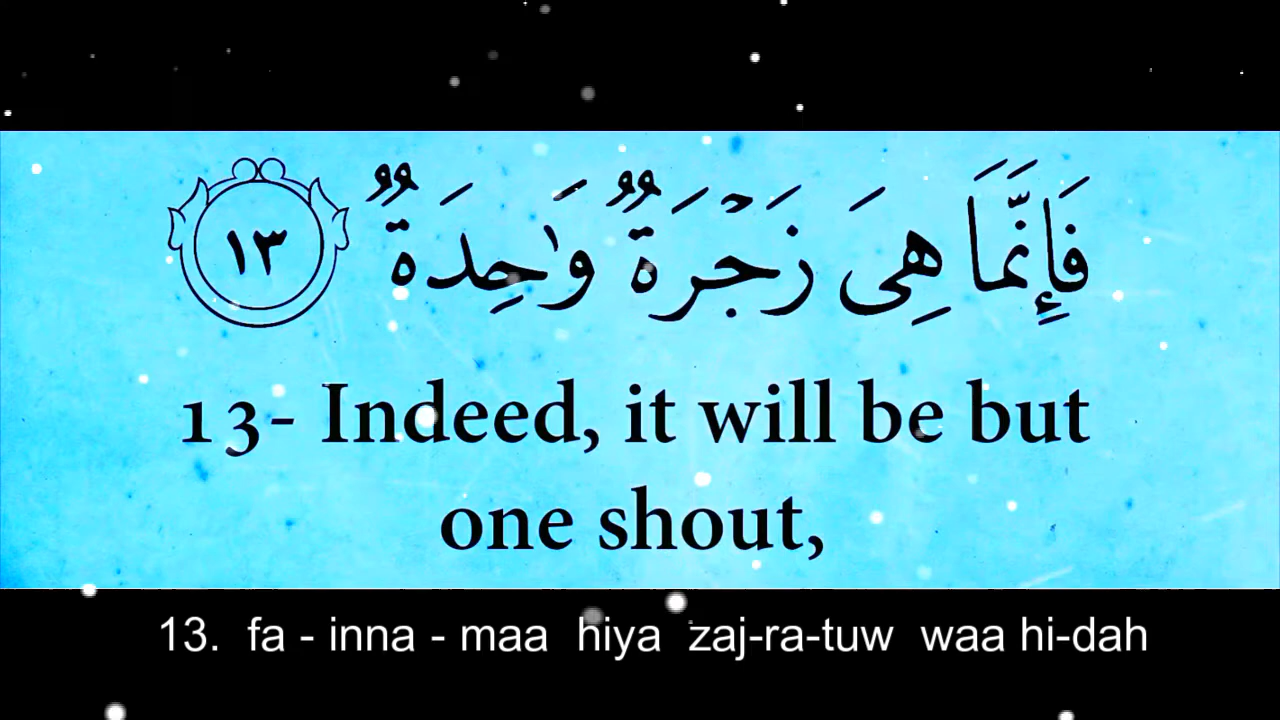 فَإِنَّمَا هِىَ زَجْرَةٌ وَٰحِدَةٌ ١٣
13- Indeed, it will be but
one shout,
13. fa - inna - maa hiya zaj-ra-tuw waa hi-dah